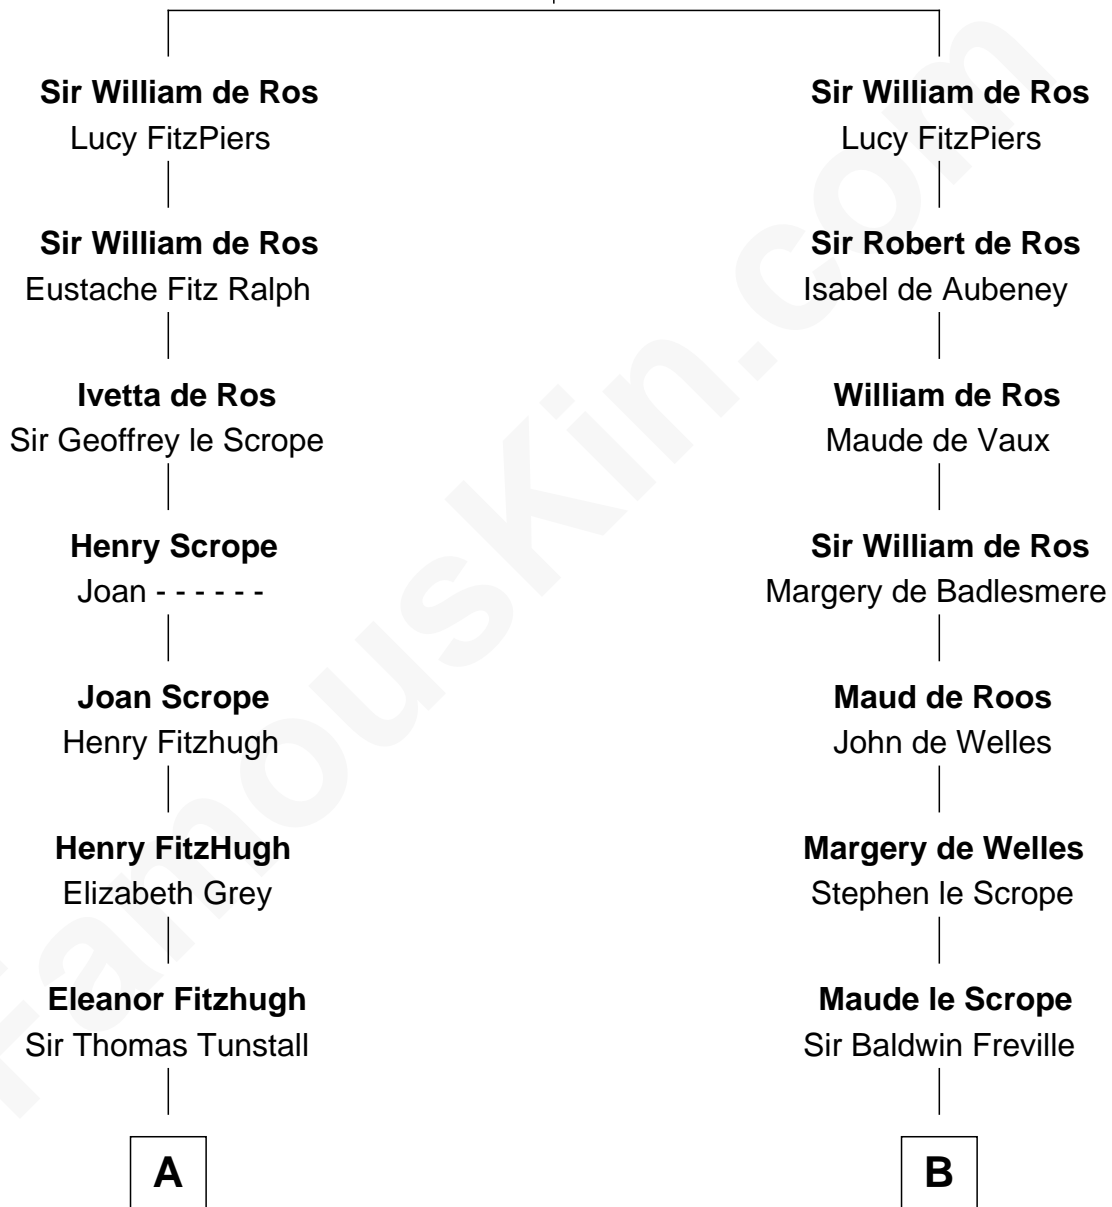 Sir William de Ros
Lucy FitzPiers
Sir William de Ros
Eustache Fitz Ralph
Ivetta de Ros
Sir Geoffrey le Scrope
Henry Scrope
Joan - - - - - -
Joan Scrope
Henry Fitzhugh
Henry FitzHugh
Elizabeth Grey
Eleanor Fitzhugh
Sir Thomas Tunstall
A
Sir William de Ros
Lucy FitzPiers
Sir Robert de Ros
Isabel de Aubeney
William de Ros
Maude de Vaux
Sir William de Ros
Margery de Badlesmere
Maud de Roos
John de Welles
Margery de Welles
Stephen le Scrope
Maude le Scrope
Sir Baldwin Freville
B
FamousKin.com